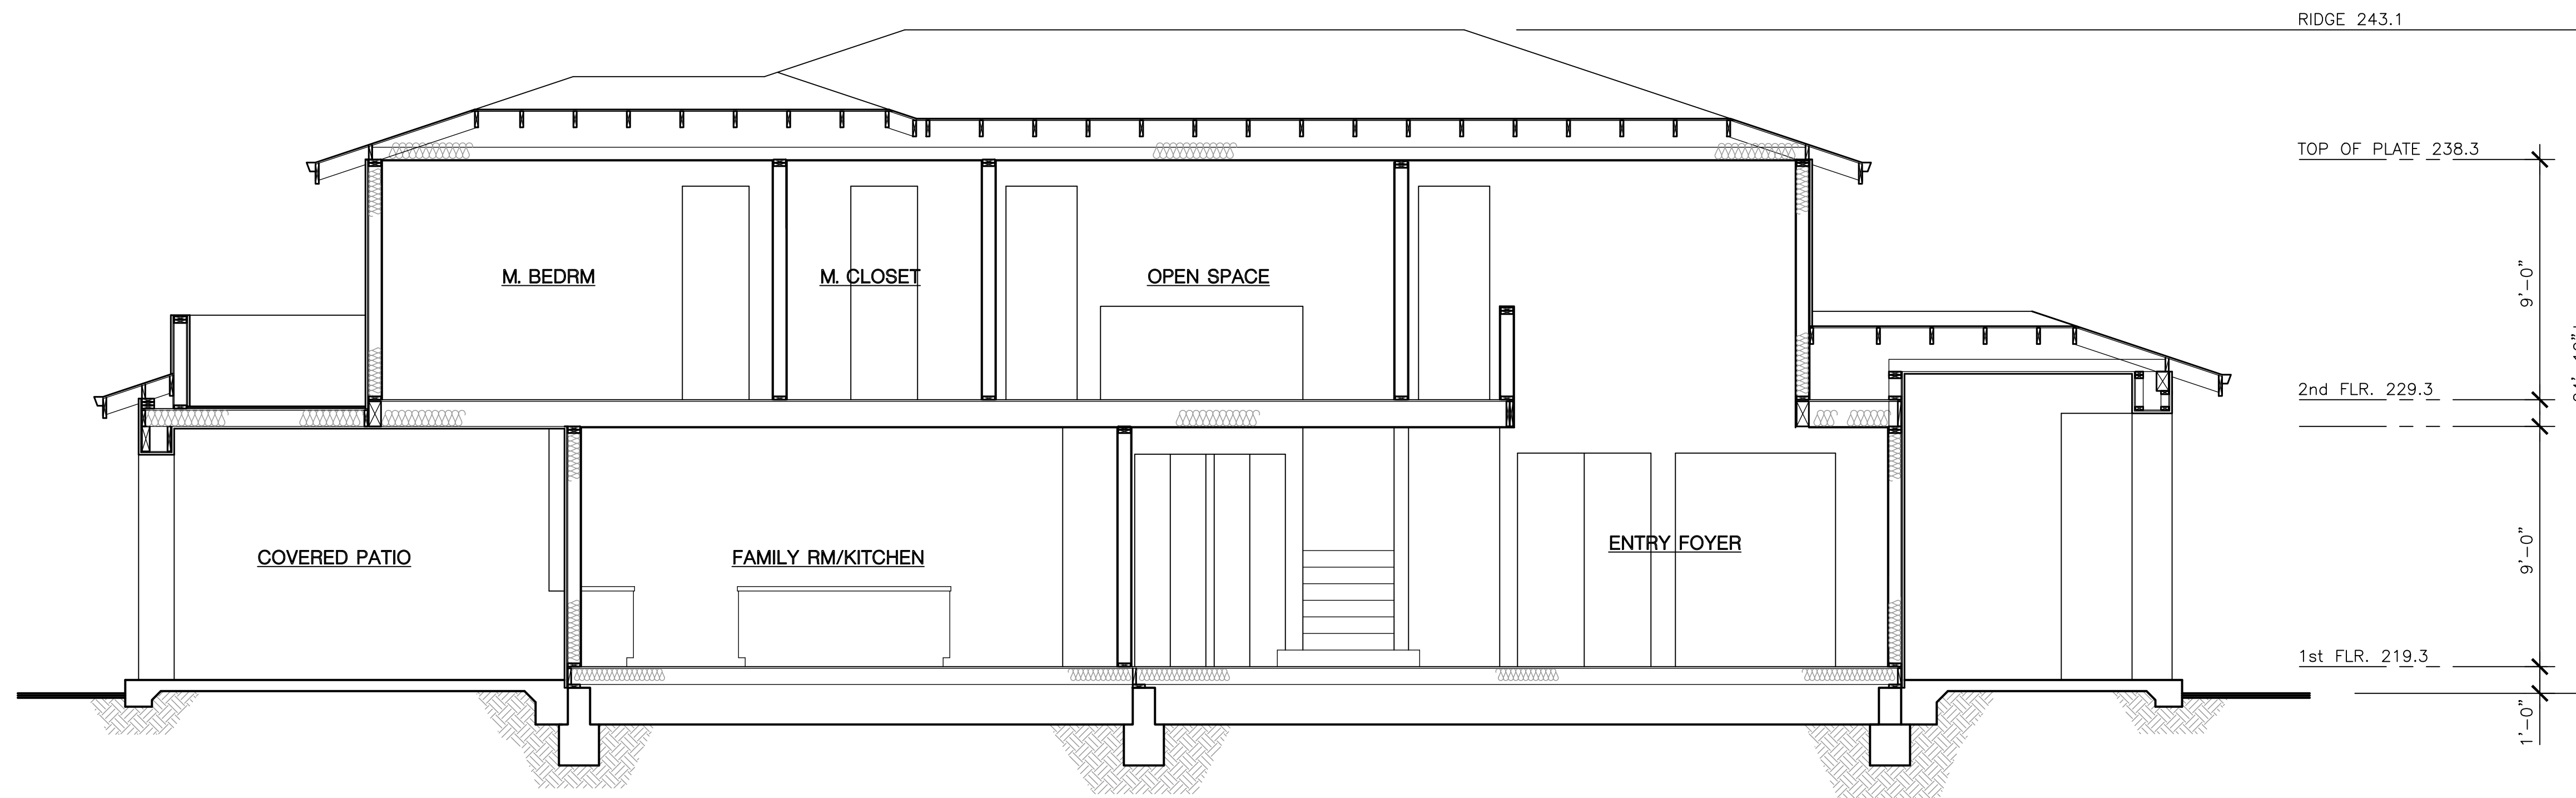 RIDGE 243.1
TOP OF PLATE 238.3
M. BEDRM
M. CLOSET
OPEN SPACE
9'-0"
2nd FLR. 229.3
COVERED PATIO
FAMILY RM/KITCHEN
ENTRY FOYER
9'-0"
1st FLR. 219.3
1'-0"